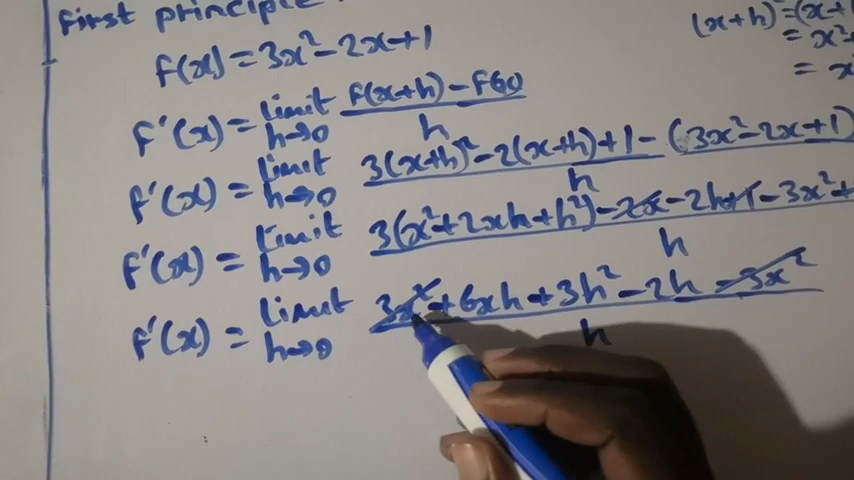 First principle
f(x) = 3x² - 2x + 1
(x+h)² = (x+
= x²+
= x
f'(x) = limit h→0 f(x+h) - f(x) / h
f'(x) = limit h→0 3(x+h)² - 2(x+h) + 1 - (3x² - 2x + 1) / h
f'(x) = limit h→0 3(x² + 2xh + h²) - 2x - 2h + 1 - 3x² + / h
f'(x) = limit h→0 3x² + 6xh + 3h² - 2h - 3x² / h